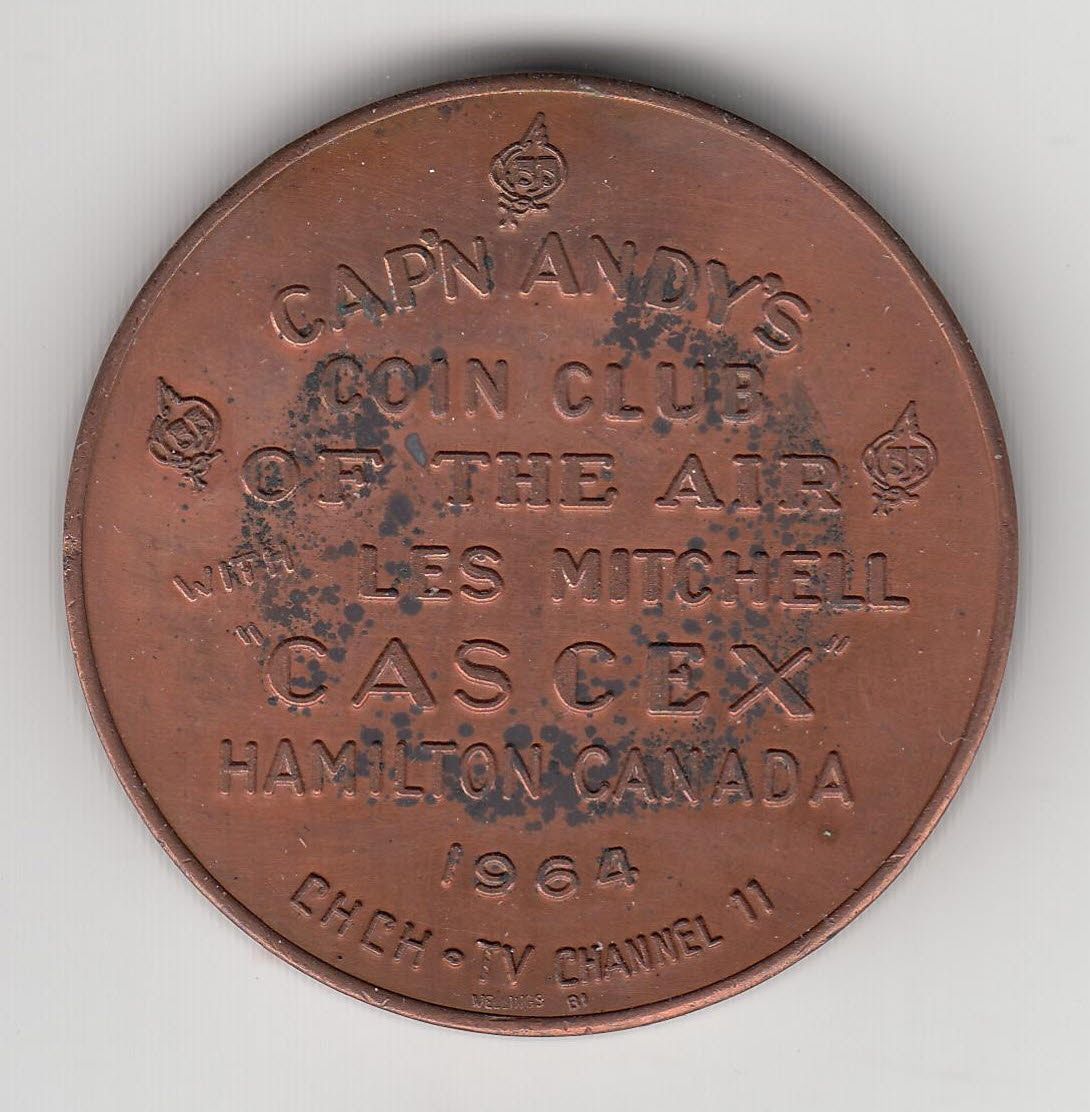 CAP'N ANDY'S
COIN CLUB
OF THE AIR
WITH LES MITCHELL
"CASCEX"
HAMILTON CANADA
1964
CHCH • TV CHANNEL 11